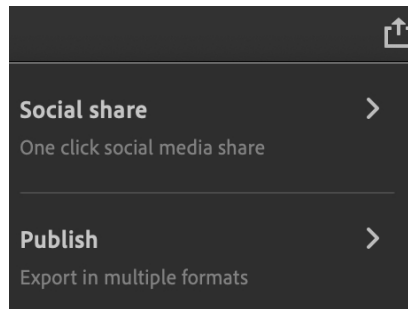 Social share
One click social media share
Publish
Export in multiple formats